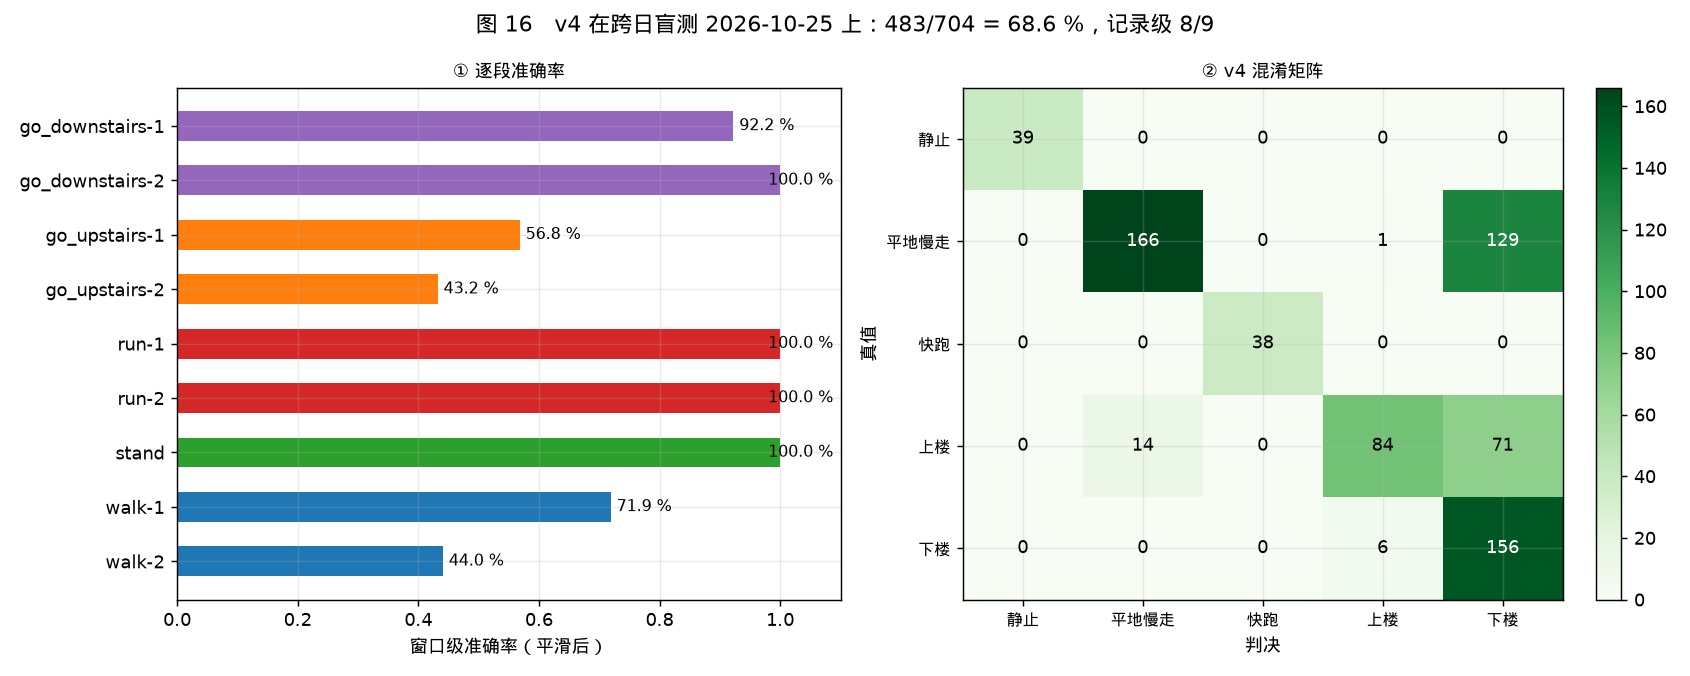 图 16 v4 在跨日盲测 2026-10-25 上：483/704 = 68.6 %，记录级 8/9
① 逐段准确率
go_downstairs-1
92.2 %
go_downstairs-2
100.0 %
go_upstairs-1
56.8 %
go_upstairs-2
43.2 %
run-1
100.0 %
run-2
100.0 %
stand
100.0 %
walk-1
71.9 %
walk-2
44.0 %
0.0 0.2 0.4 0.6 0.8 1.0
窗口级准确率（平滑后）
② v4 混淆矩阵
真值
静止 39 0 0 0 0
平地慢走 0 166 0 1 129
快跑 0 0 38 0 0
上楼 0 14 0 84 71
下楼 0 0 0 6 156
静止 平地慢走 快跑 上楼 下楼
判决
160
140
120
100
80
60
40
20
0